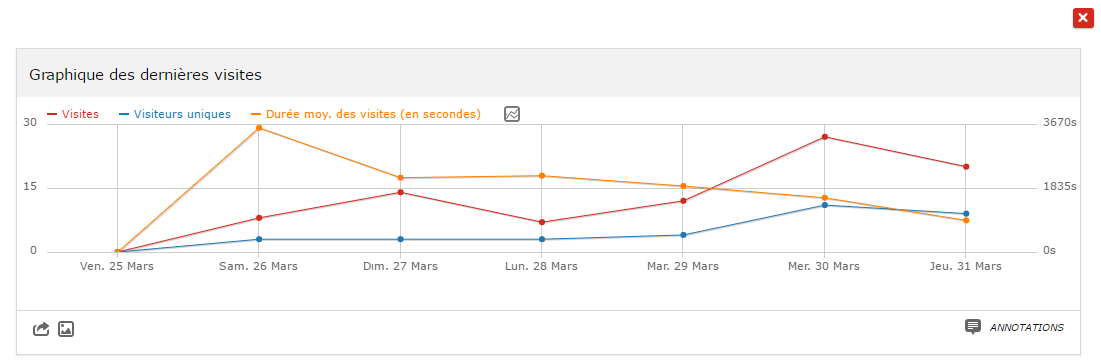 Graphique des dernières visites
Visites Visiteurs uniques Durée moy. des visites (en secondes)
30 3670s
15 1835s
0 0s
Ven. 25 Mars Sam. 26 Mars Dim. 27 Mars Lun. 28 Mars Mar. 29 Mars Mer. 30 Mars Jeu. 31 Mars
ANNOTATIONS